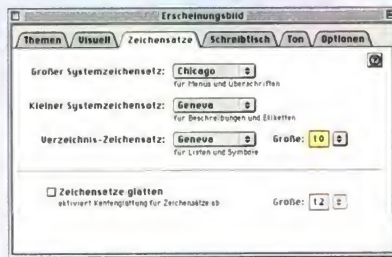 Erscheinungsbild
Themen Visuell Zeichensätze Schreibtisch Ton Optionen
Großer Systemzeichensatz: Chicago
für Menüs und Überschriften
Kleiner Systemzeichensatz: Geneva
für Beschreibungen und Etiketten
Verzeichnis-Zeichensatz: Geneva Größe: 10
für Listen und Symbole
Zeichensätze glätten
aktiviert Kantenglättung für Zeichensätze ab Größe: 12